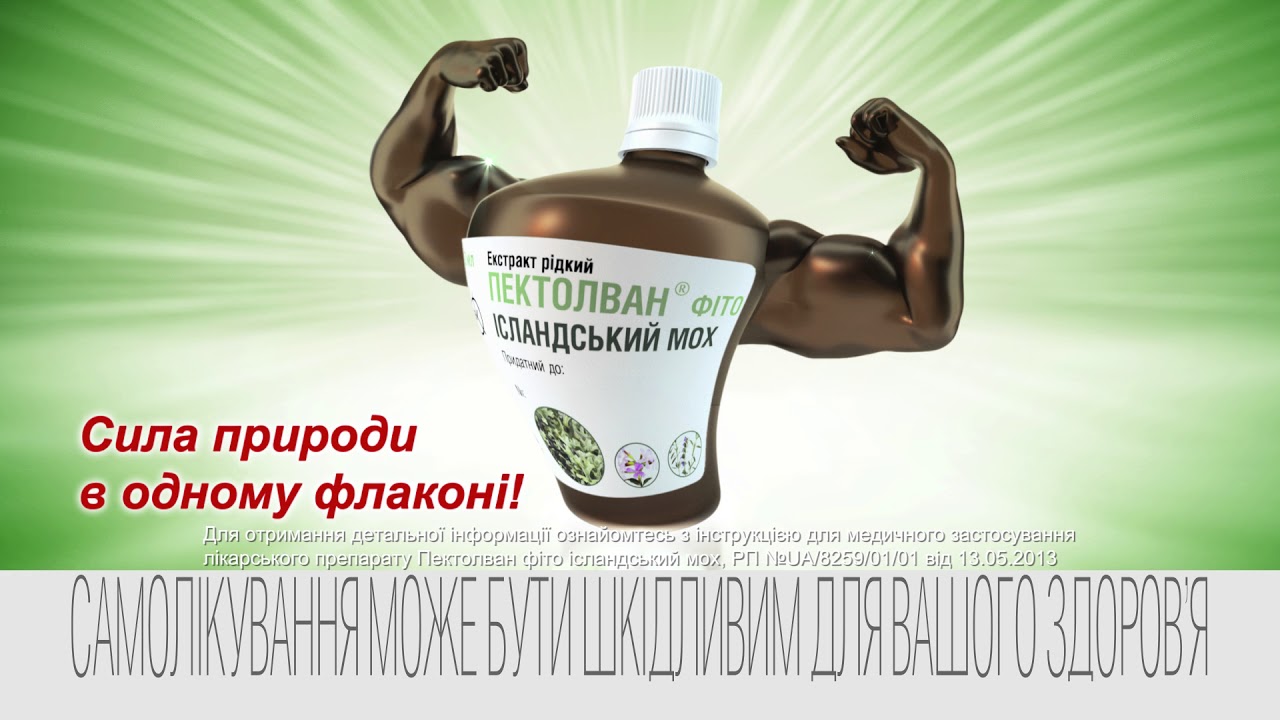 Екстракт рідкий
ПЕКТОЛВАН® ФІТО
ІСЛАНДСЬКИЙ МОХ
Придатний до:
Сила природи
в одному флаконі!
Для отримання детальної інформації ознайомтесь з інструкцією для медичного застосування
лікарського препарату Пектолван фіто ісландський мох, РП №UA/8259/01/01 від 13.05.2013
САМОЛІКУВАННЯ МОЖЕ БУТИ ШКІДЛИВИМ ДЛЯ ВАШОГО ЗДОРОВ'Я